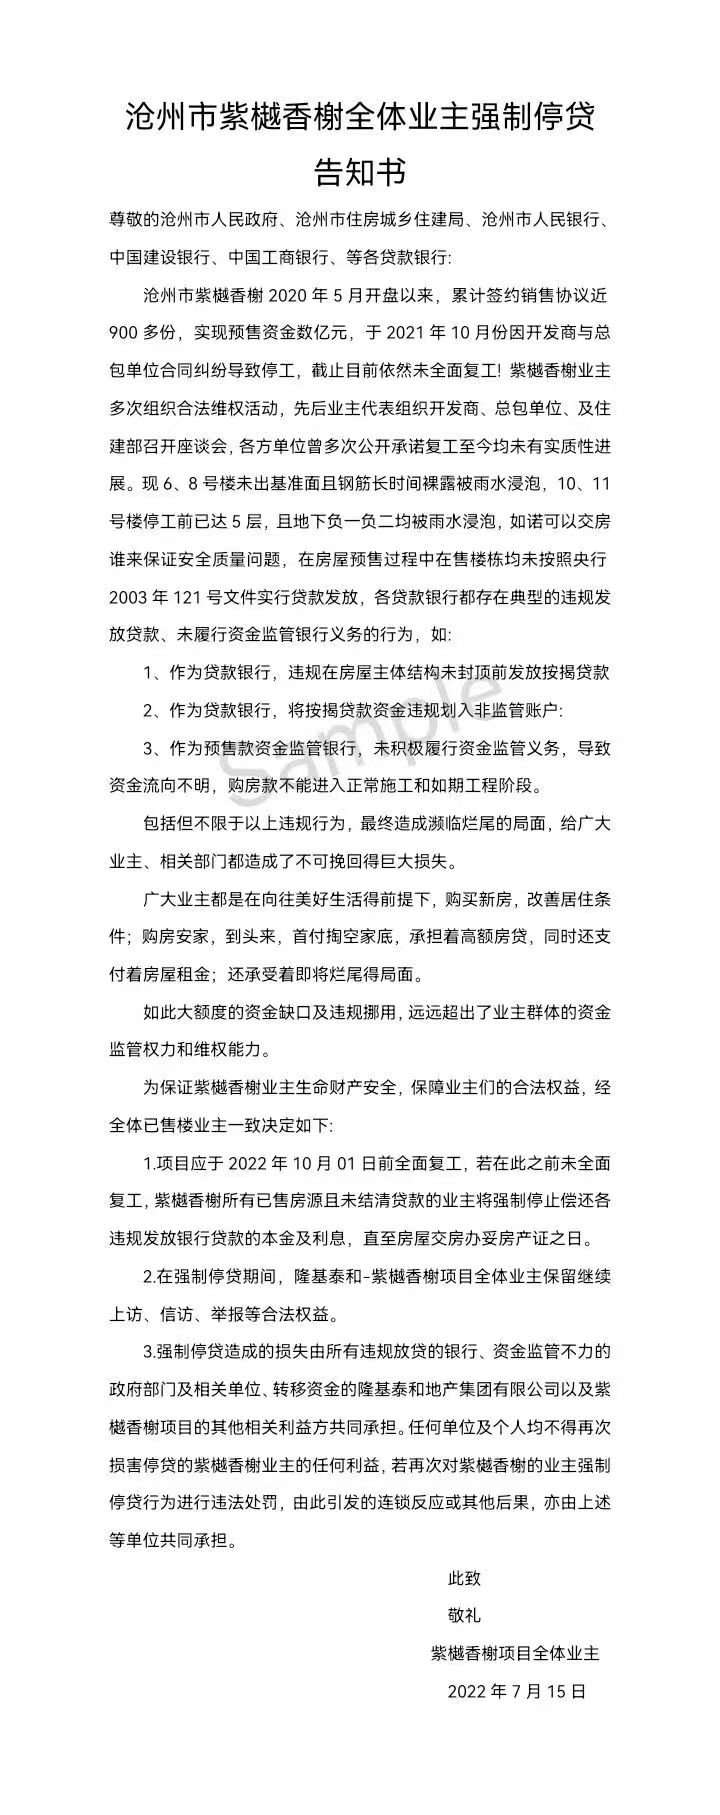 沧州市紫樾香榭全体业主强制停贷
告知书
尊敬的沧州市人民政府、沧州市住房城乡住建局、沧州市人民银行、
中国建设银行、中国工商银行、等各贷款银行:
沧州市紫樾香榭 2020 年 5 月开盘以来，累计签约销售协议近
900 多份，实现预售资金数亿元，于 2021 年 10 月份因开发商与总
包单位合同纠纷导致停工，截止目前依然未全面复工! 紫樾香榭业主
多次组织合法维权活动，先后业主代表组织开发商、总包单位、及住
建部召开座谈会，各方单位曾多次公开承诺复工至今均未有实质性进
展。现 6、8 号楼未出基准面且钢筋长时间裸露被雨水浸泡，10、11
号楼停工前已达 5 层，且地下负一负二均被雨水浸泡，如诺可以交房
谁来保证安全质量问题，在房屋预售过程中在售楼栋均未按照央行
2003 年 121 号文件实行贷款发放，各贷款银行都存在典型的违规发
放贷款、未履行资金监管银行义务的行为，如:
1、作为贷款银行，违规在房屋主体结构未封顶前发放按揭贷款
2、作为贷款银行，将按揭贷款资金违规划入非监管账户:
3、作为预售款资金监管银行，未积极履行资金监管义务，导致
资金流向不明，购房款不能进入正常施工和如期工程阶段。
包括但不限于以上违规行为，最终造成濒临烂尾的局面，给广大
业主、相关部门都造成了不可挽回得巨大损失。
广大业主都是在向往美好生活得前提下，购买新房，改善居住条
件；购房安家，到头来，首付掏空家底，承担着高额房贷，同时还支
付着房屋租金；还承受着即将烂尾得局面。
如此大额度的资金缺口及违规挪用，远远超出了业主群体的资金
监管权力和维权能力。
为保证紫樾香榭业主生命财产安全，保障业主们的合法权益，经
全体已售楼业主一致决定如下:
1.项目应于 2022 年 10 月 01 日前全面复工，若在此之前未全面
复工，紫樾香榭所有已售房源且未结清贷款的业主将强制停止偿还各
违规发放银行贷款的本金及利息，直至房屋交房办妥房产证之日。
2.在强制停贷期间，隆基泰和-紫樾香榭项目全体业主保留继续
上访、信访、举报等合法权益。
3.强制停贷造成的损失由所有违规放贷的银行、资金监管不力的
政府部门及相关单位、转移资金的隆基泰和地产集团有限公司以及紫
樾香榭项目的其他相关利益方共同承担。任何单位及个人均不得再次
损害停贷的紫樾香榭业主的任何利益，若再次对紫樾香榭的业主强制
停贷行为进行违法处罚，由此引发的连锁反应或其他后果，亦由上述
等单位共同承担。
此致
敬礼
紫樾香榭项目全体业主
2022 年 7 月 15 日
Sample